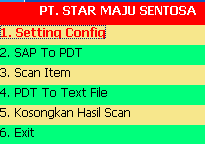 PT. STAR MAJU SENTOSA
1. Setting Config
2. SAP To PDT
3. Scan Item
4. PDT To Text File
5. Kosongkan Hasil Scan
6. Exit